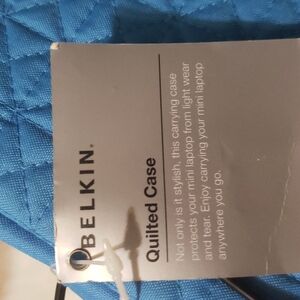 BELKIN.
Quilted Case
Not only is it stylish, this carrying case
protects your mini laptop from light wear
and tear. Enjoy carrying your mini laptop
anywhere you go.